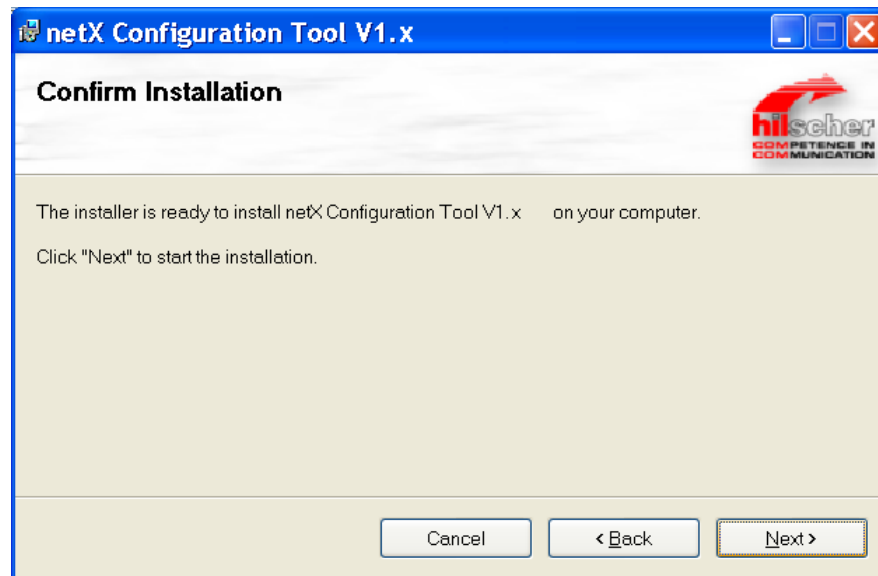 netX Configuration Tool V1.x
Confirm Installation
hilscher
COMPETENCE IN
COMMUNICATION
The installer is ready to install netX Configuration Tool V1.x on your computer.
Click "Next" to start the installation.
Cancel
< Back
Next >